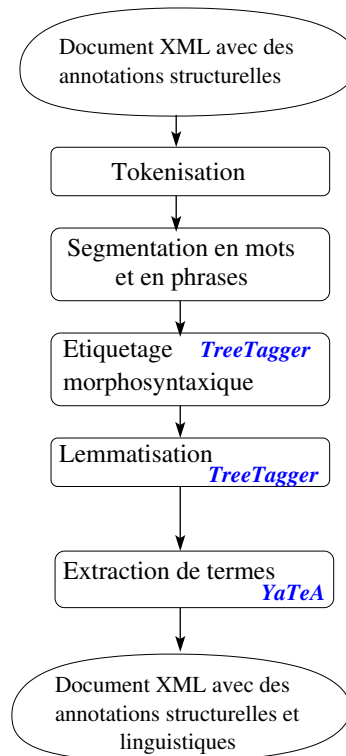 Document XML avec des
annotations structurelles
Tokenisation
Segmentation en mots
et en phrases
Etiquetage TreeTagger
morphosyntaxique
Lemmatisation
TreeTagger
Extraction de termes
YaTeA
Document XML avec des
annotations structurelles et
linguistiques